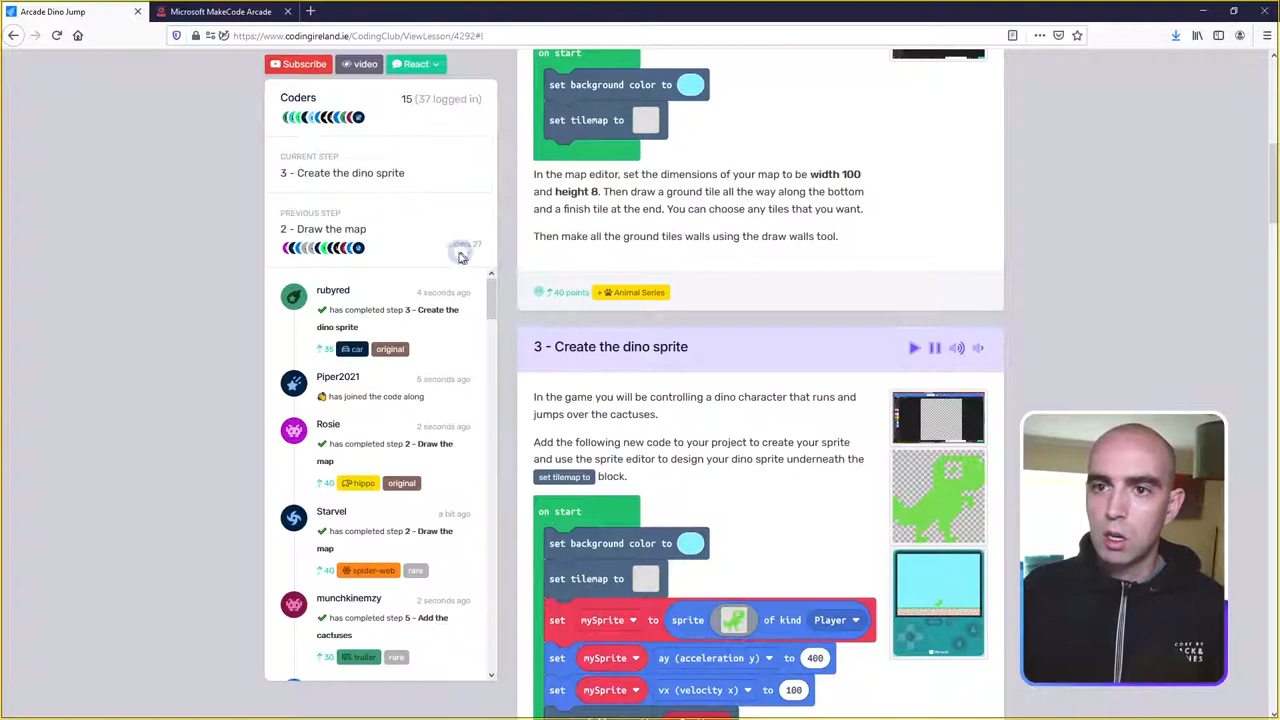 Arcade Dino Jump
Microsoft MakeCode Arcade
https://www.codingireland.ie/CodingClub/ViewLesson/4292#
Subscribe
video
React
Coders
15 (37 logged in)
CURRENT STEP
3 - Create the dino sprite
PREVIOUS STEP
2 - Draw the map
rubyred
4 seconds ago
has completed step 3 - Create the
dino sprite
35
car
original
Piper2021
5 seconds ago
has joined the code along
Rosie
2 seconds ago
has completed step 2 - Draw the
map
40
hippo
original
Starvel
a bit ago
has completed step 2 - Draw the
map
40
spider-web
rare
munchkinemzy
2 seconds ago
has completed step 5 - Add the
cactuses
30
trailer
rare
on start
set background color to
set tilemap to
In the map editor, set the dimensions of your map to be width 100
and height 8. Then draw a ground tile all the way along the bottom
and a finish tile at the end. You can choose any tiles that you want.
Then make all the ground tiles walls using the draw walls tool.
40 points
+ Animal Series
3 - Create the dino sprite
In the game you will be controlling a dino character that runs and
jumps over the cactuses.
Add the following new code to your project to create your sprite
and use the sprite editor to design your dino sprite underneath the
set tilemap to block.
on start
set background color to
set tilemap to
set mySprite to sprite of kind Player
set mySprite ay (acceleration y) to 400
set mySprite vx (velocity x) to 100